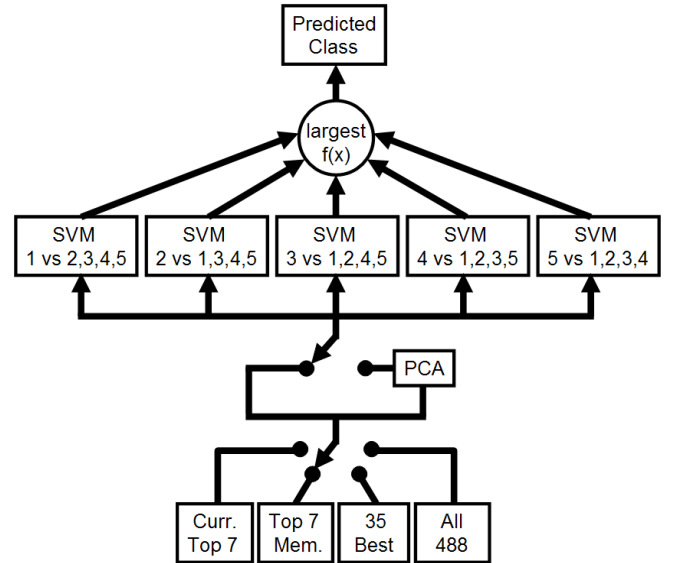 Predicted
Class
largest
f(x)
SVM
1 vs 2,3,4,5
SVM
2 vs 1,3,4,5
SVM
3 vs 1,2,4,5
SVM
4 vs 1,2,3,5
SVM
5 vs 1,2,3,4
PCA
Curr.
Top 7
Top 7
Mem.
35
Best
All
488